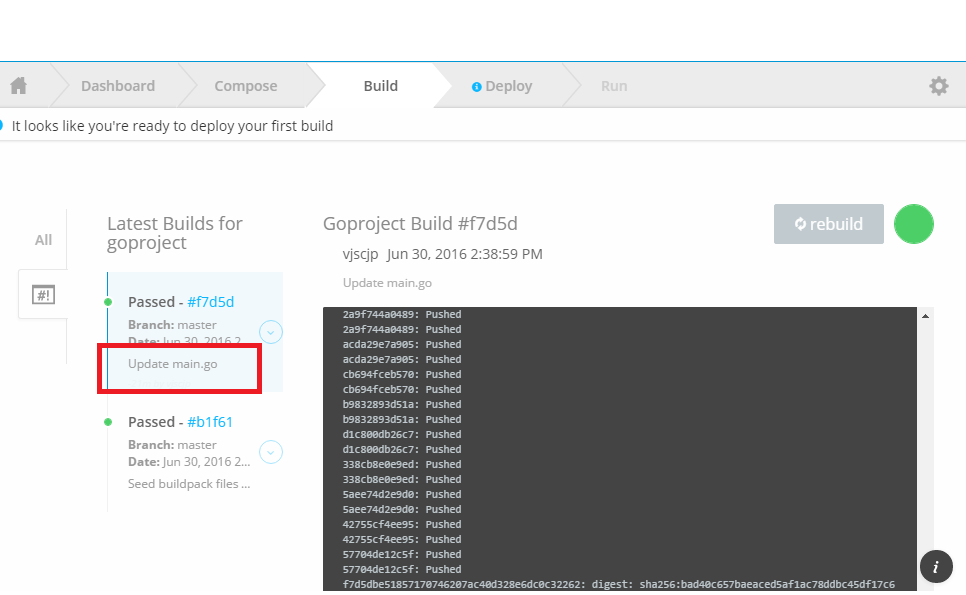 Dashboard
Compose
Build
Deploy
Run
It looks like you're ready to deploy your first build
All
#!
Latest Builds for
goproject
Passed - #f7d5d
Branch: master
Date: Jun 30, 2016 2...
Update main.go
Passed - #b1f61
Branch: master
Date: Jun 30, 2016 2...
Seed buildpack files ...
Goproject Build #f7d5d
rebuild
vjscjp Jun 30, 2016 2:38:59 PM
Update main.go
2a9f744a0489: Pushed
2a9f744a0489: Pushed
acda29e7a905: Pushed
acda29e7a905: Pushed
cb694fceb570: Pushed
cb694fceb570: Pushed
b9832893d51a: Pushed
b9832893d51a: Pushed
d1c800db26c7: Pushed
d1c800db26c7: Pushed
338cb8e0e9ed: Pushed
338cb8e0e9ed: Pushed
5aee74d2e9d0: Pushed
5aee74d2e9d0: Pushed
42755cf4ee95: Pushed
42755cf4ee95: Pushed
57704de12c5f: Pushed
57704de12c5f: Pushed
f7d5dbe51857170746207ac40d328e6dc0c32262: digest: sha256:bad40c657baeaced5af1ac78ddbc45df17c6
i